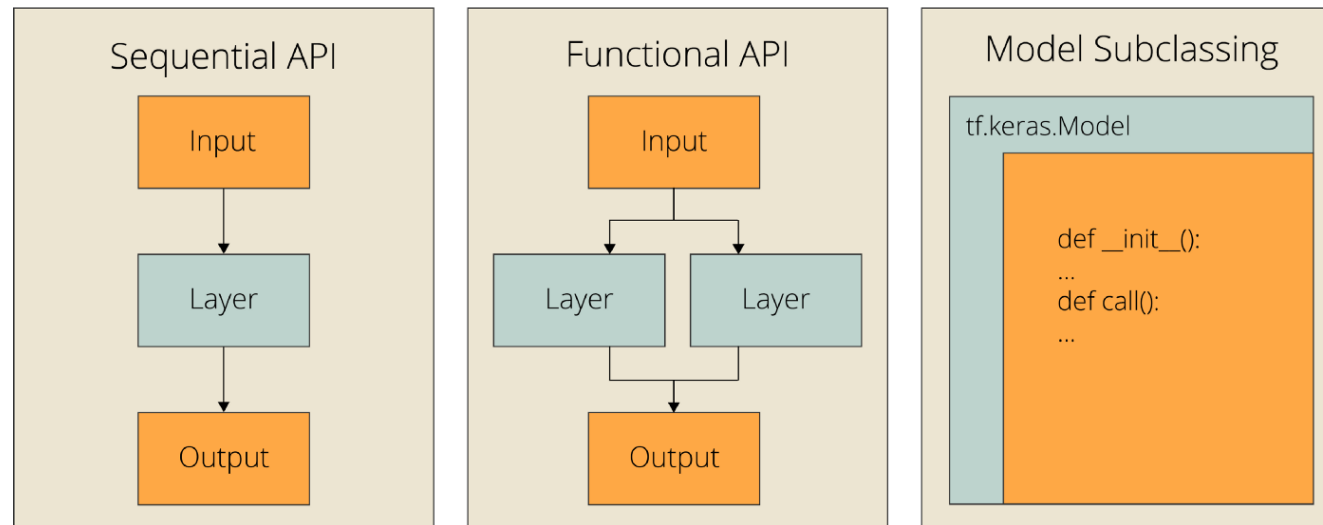 Sequential API
Input
Layer
Output
Functional API
Input
Layer
Layer
Output
Model Subclassing
tf.keras.Model
def __init__():
...
def call():
...